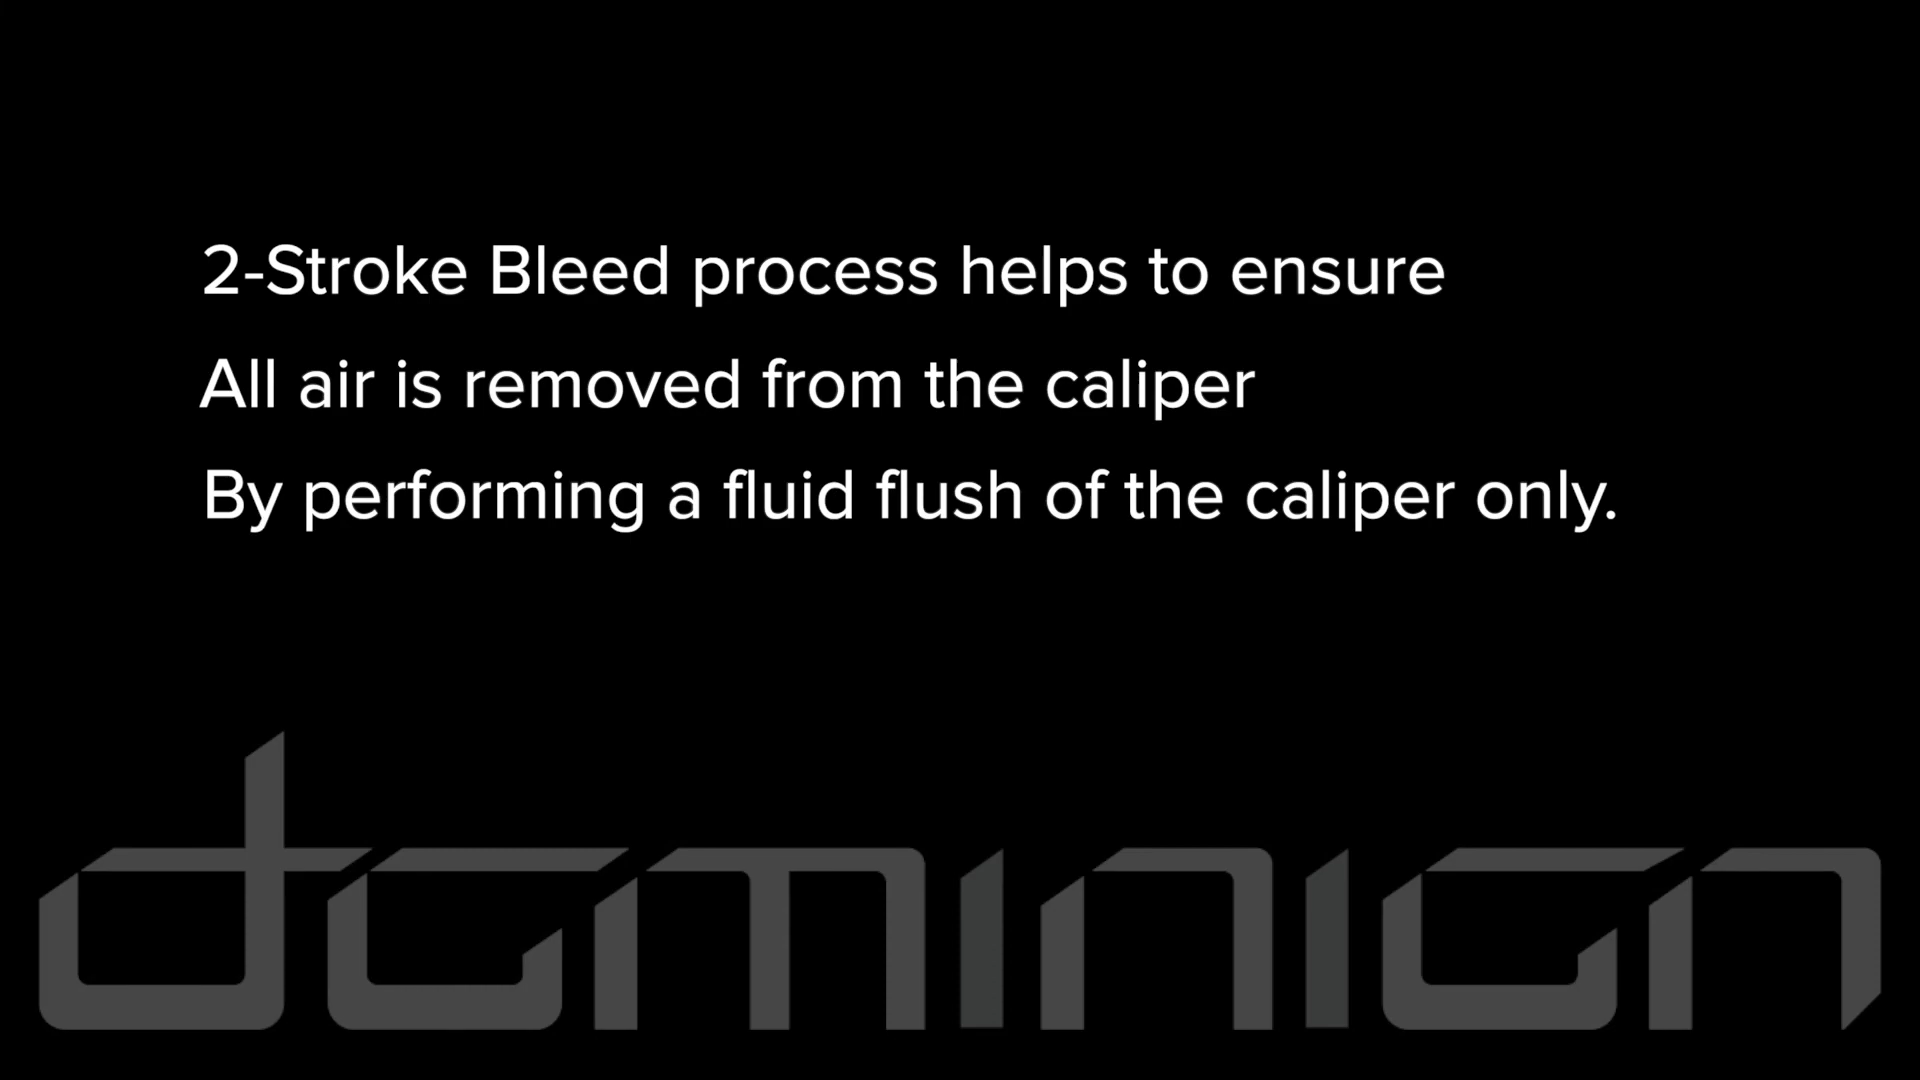 2-Stroke Bleed process helps to ensure
All air is removed from the caliper
By performing a fluid flush of the caliper only.
dominion